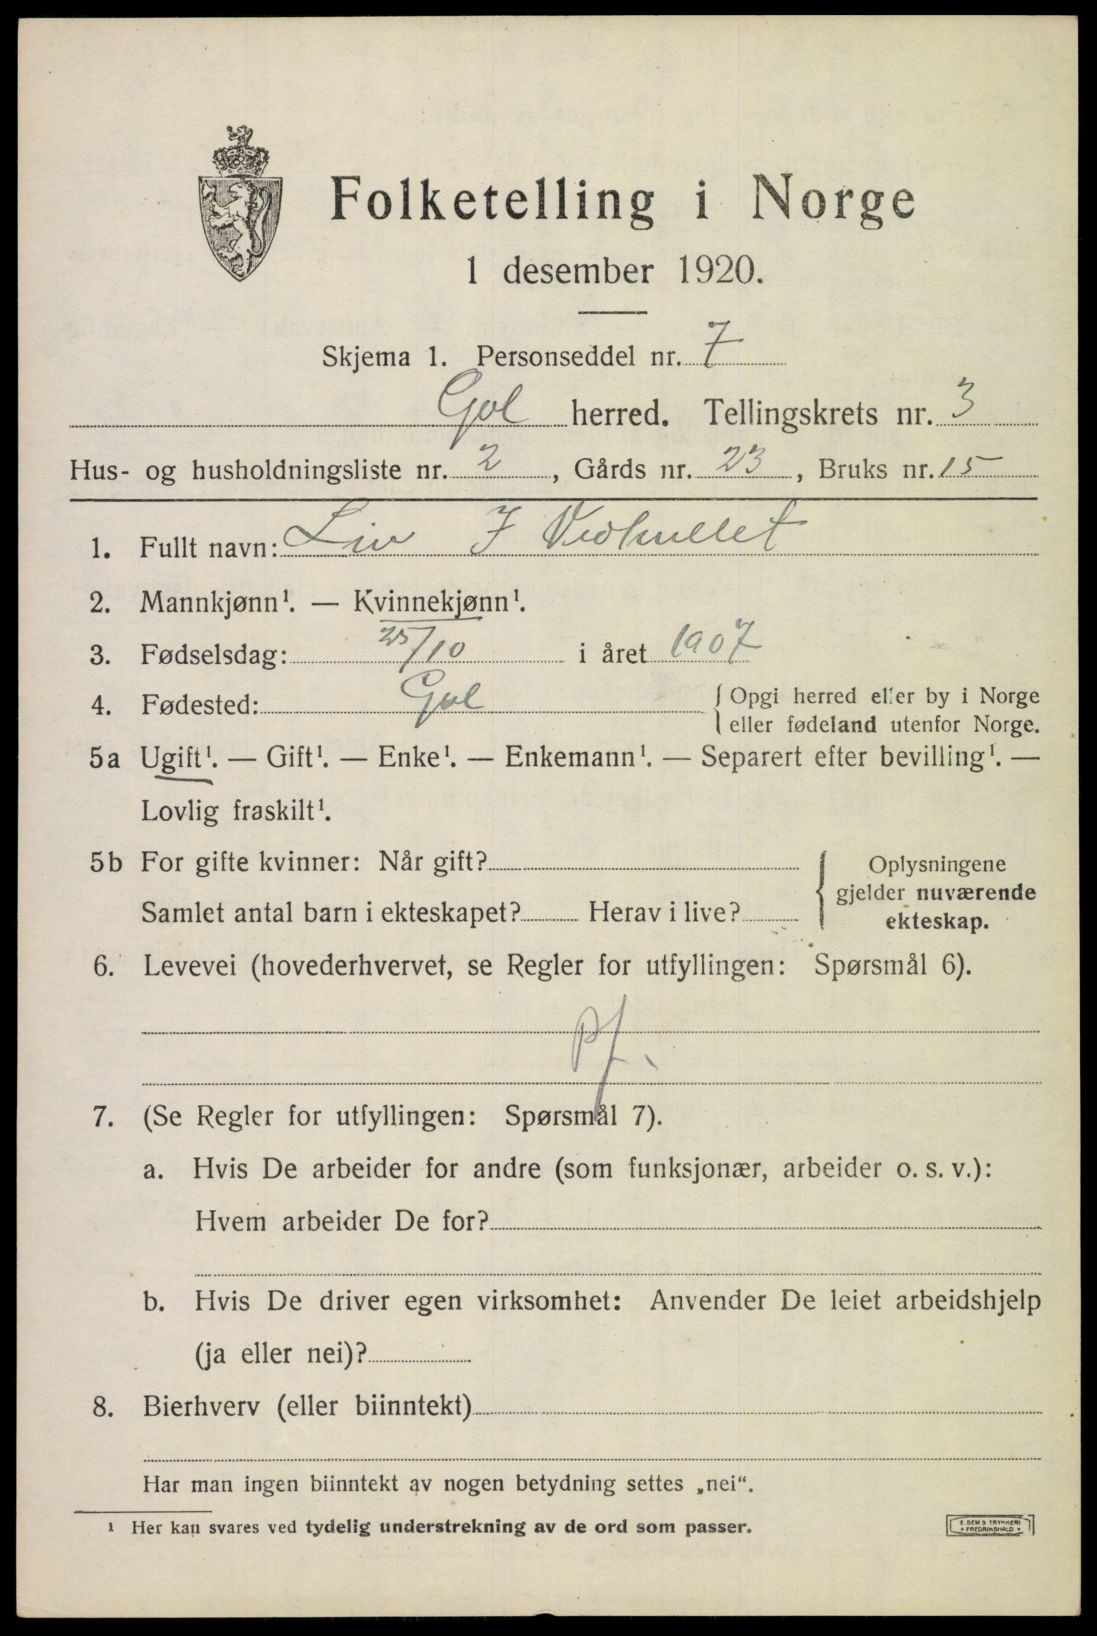 Folketelling i Norge
1 desember 1920.
Skjema 1. Personseddel nr. 7
Gol herred. Tellingskrets nr. 3
Hus- og husholdningsliste nr. 2, Gårds nr. 23, Bruks nr. 15
1. Fullt navn: Liv J
2. Mannkjønn¹. — Kvinnekjønn¹.
3. Fødselsdag: 25/10 i året 1907
4. Fødested: Gol { Opgi herred eller by i Norge
eller fødeland utenfor Norge.
5a Ugift¹. — Gift¹. — Enke¹. — Enkemann¹. — Separert efter bevilling¹. —
Lovlig fraskilt¹.
5b For gifte kvinner: Når gift?
Samlet antal barn i ekteskapet? Herav i live?
{ Oplysningene
gjelder nuværende
ekteskap.
6. Levevei (hovederhvervet, se Regler for utfyllingen: Spørsmål 6).
7. (Se Regler for utfyllingen: Spørsmål 7).
a. Hvis De arbeider for andre (som funksjonær, arbeider o. s. v.):
Hvem arbeider De for?
b. Hvis De driver egen virksomhet: Anvender De leiet arbeidshjelp
(ja eller nei)?
8. Bierhverv (eller biinntekt)
Har man ingen biinntekt av nogen betydning settes „nei“.
¹ Her kan svares ved tydelig understrekning av de ord som passer.
E. SEM'S TRYKKERI
FREDRIKSHALD